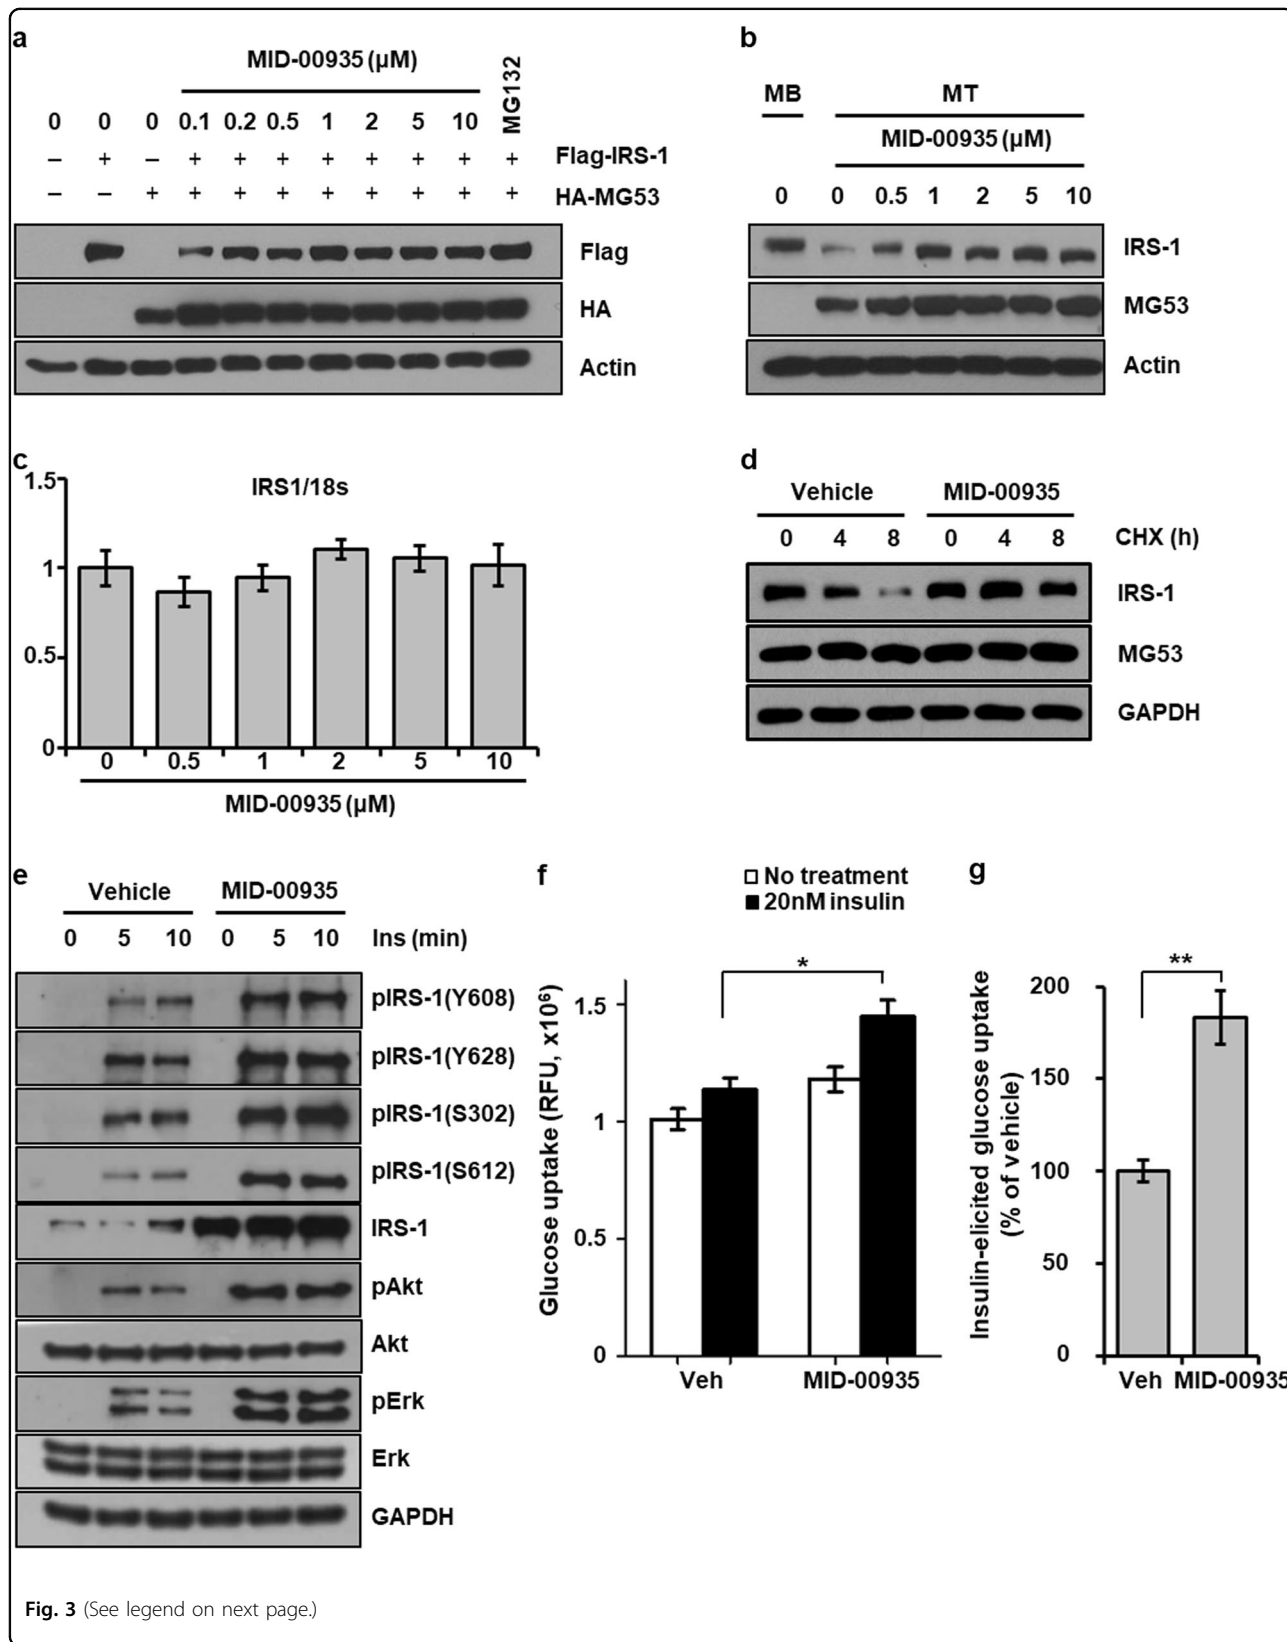 a
MID-00935 (µM)
MG132
0 0 0 0.1 0.2 0.5 1 2 5 10
– + – + + + + + + + + Flag-IRS-1
– – + + + + + + + + + HA-MG53
Flag
HA
Actin
b
MB MT
MID-00935 (µM)
0 0 0.5 1 2 5 10
IRS-1
MG53
Actin
c
IRS1/18s
1.5
1
0.5
0
0 0.5 1 2 5 10
MID-00935 (µM)
d
Vehicle MID-00935
0 4 8 0 4 8 CHX (h)
IRS-1
MG53
GAPDH
e
Vehicle MID-00935
0 5 10 0 5 10 Ins (min)
pIRS-1(Y608)
pIRS-1(Y628)
pIRS-1(S302)
pIRS-1(S612)
IRS-1
pAkt
Akt
pErk
Erk
GAPDH
f
No treatment
20nM insulin
*
Glucose uptake (RFU, x10⁶)
1.5
1
0.5
0
Veh MID-00935
g
**
Insulin-elicited glucose uptake
(% of vehicle)
200
150
100
50
0
Veh MID-00935
Fig. 3 (See legend on next page.)